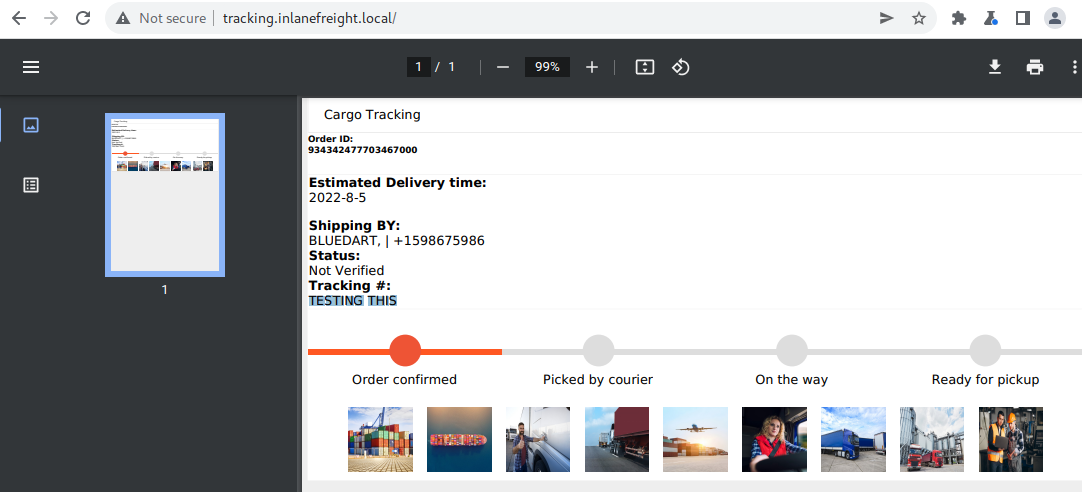 Not secure | tracking.inlanefreight.local/
1 / 1 99%
1
Cargo Tracking
Order ID:
934342477703467000
Estimated Delivery time:
2022-8-5
Shipping BY:
BLUEDART, | +1598675986
Status:
Not Verified
Tracking #:
TESTING THIS
Order confirmed Picked by courier On the way Ready for pickup